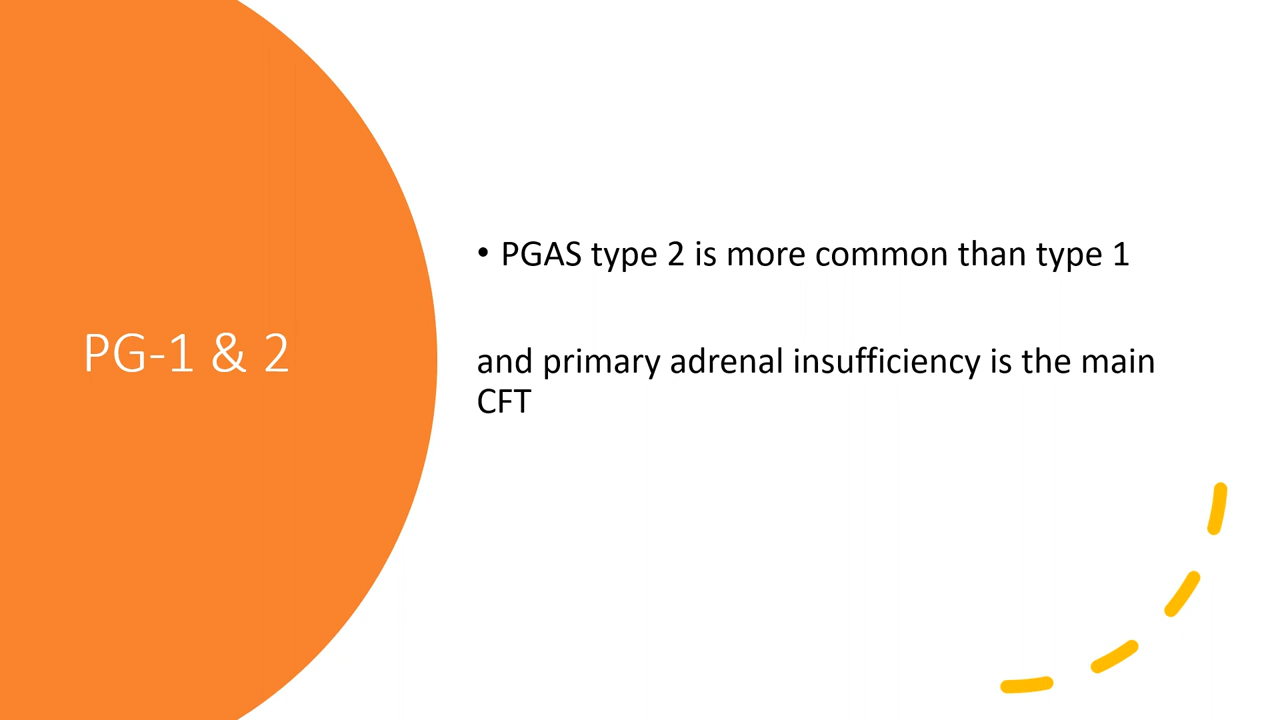 PG-1 & 2
• PGAS type 2 is more common than type 1
and primary adrenal insufficiency is the main
CFT